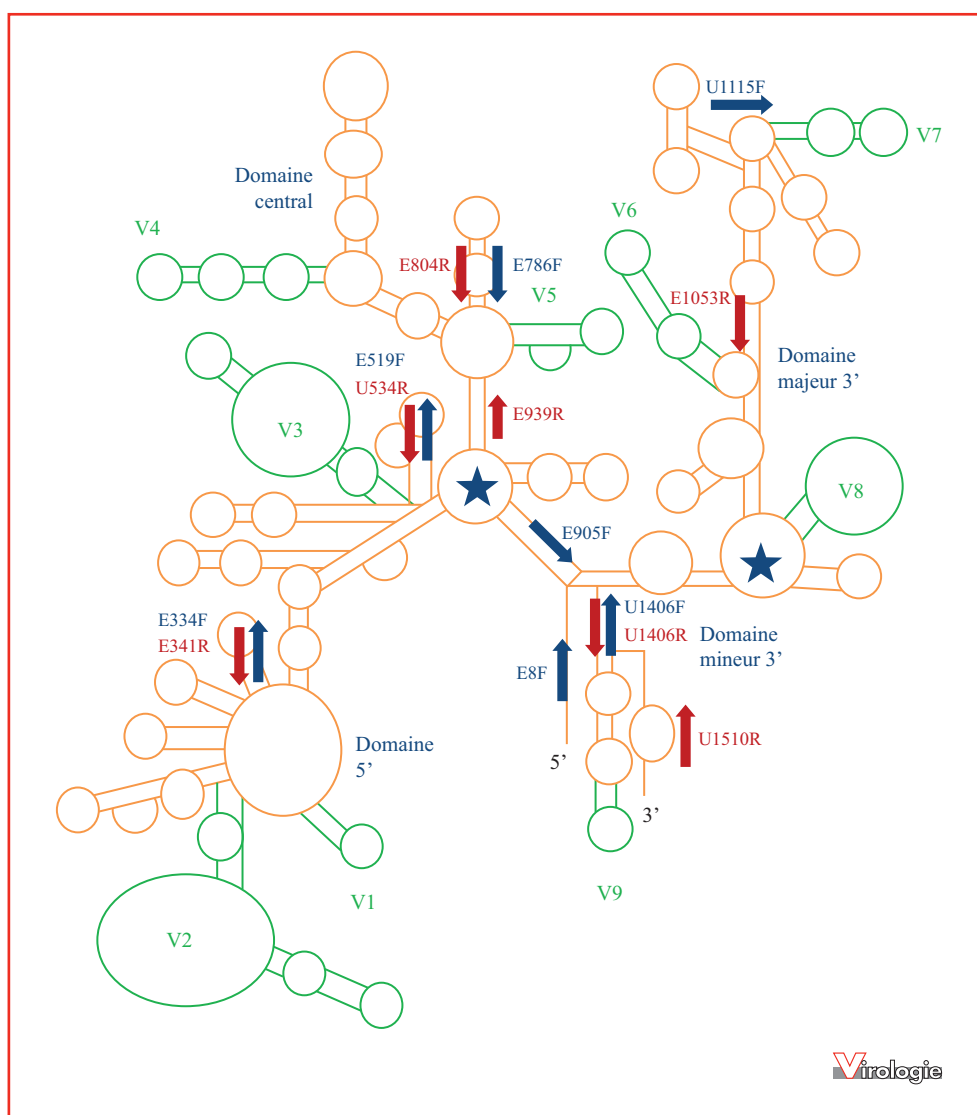 U1115F
V7
Domaine
central
V4
V6
E804R
E786F
V5
E1053R
E519F
U534R
Domaine
majeur 3’
E939R
V3
V8
E905F
E334F
E341R
U1406F
U1406R
Domaine
mineur 3’
E8F
Domaine
5’
U1510R
5’
3’
V1
V9
V2
Virologie